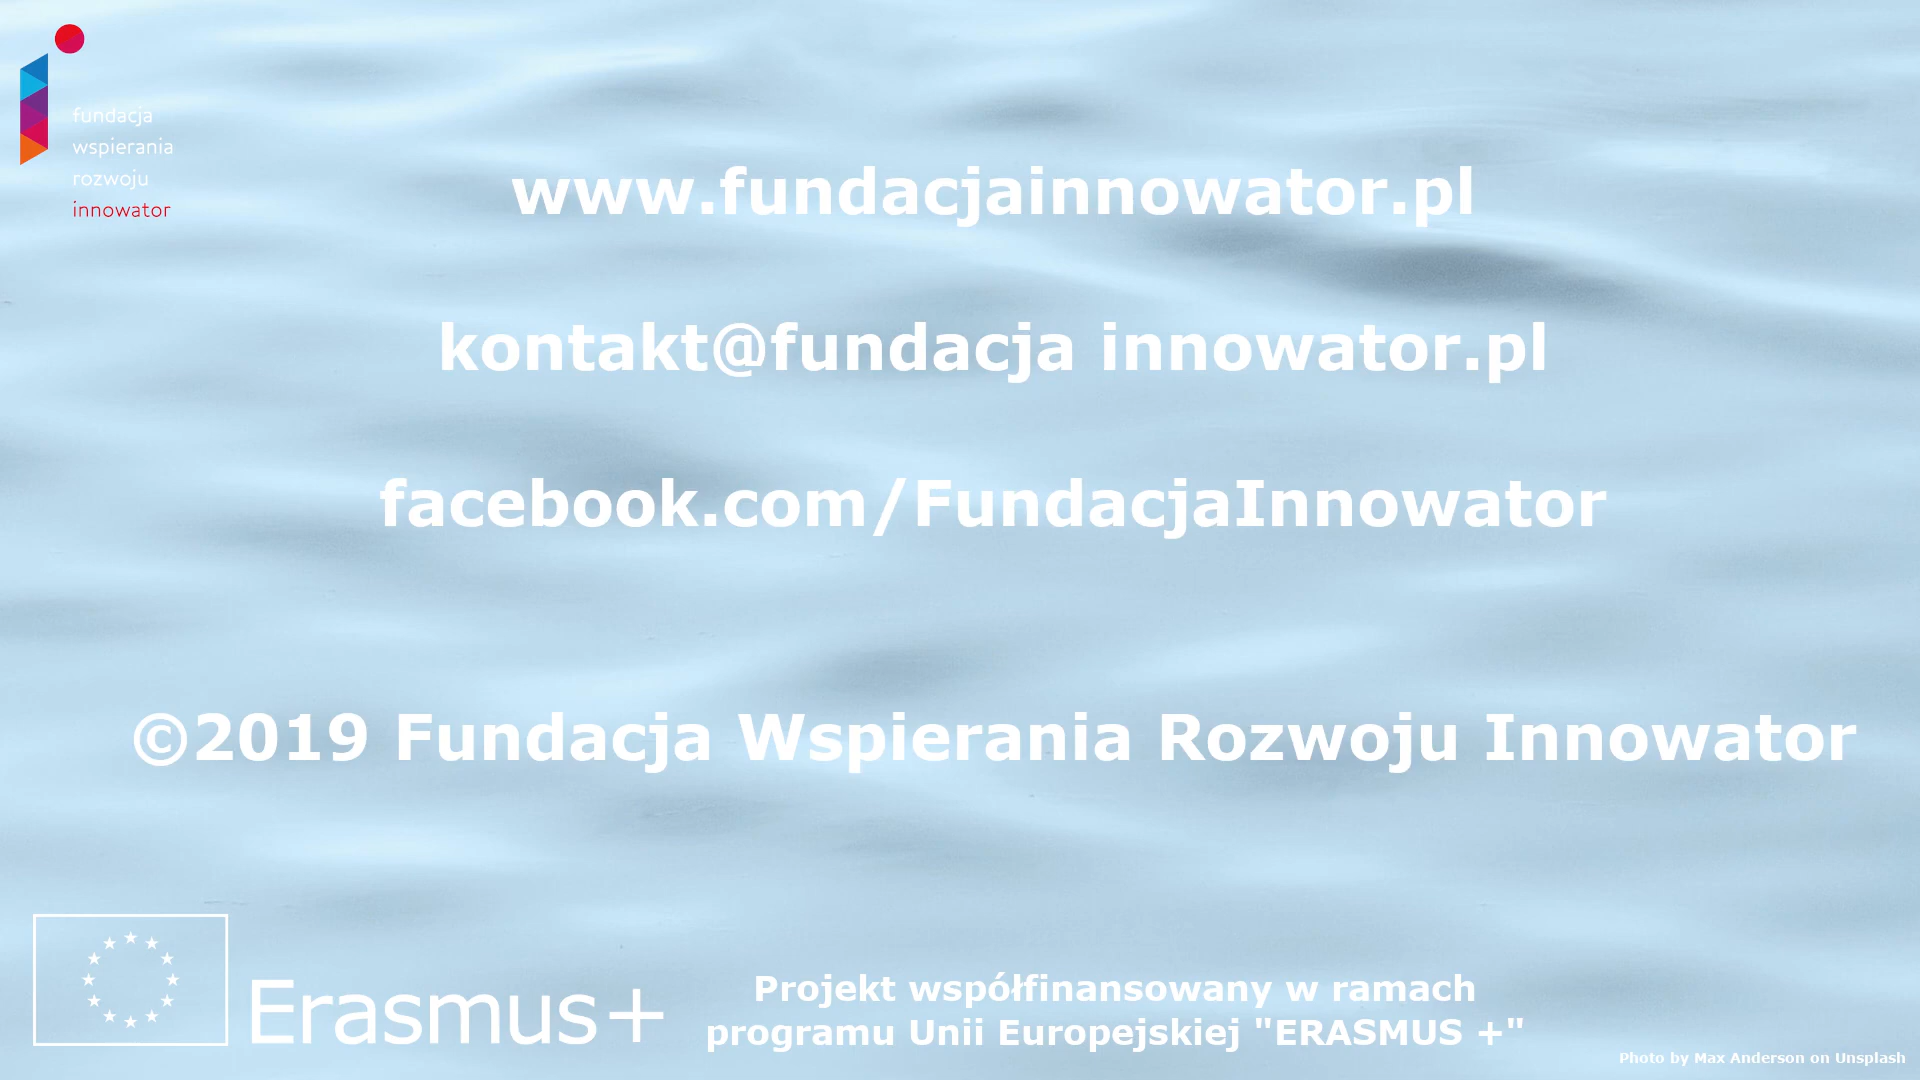 fundacja
wspierania
rozwoju
innowator
www.fundacjainnowator.pl
kontakt@fundacja innowator.pl
facebook.com/FundacjaInnowator
©2019 Fundacja Wspierania Rozwoju Innowator
Erasmus+
Projekt współfinansowany w ramach
programu Unii Europejskiej "ERASMUS +"
Photo by Max Anderson on Unsplash